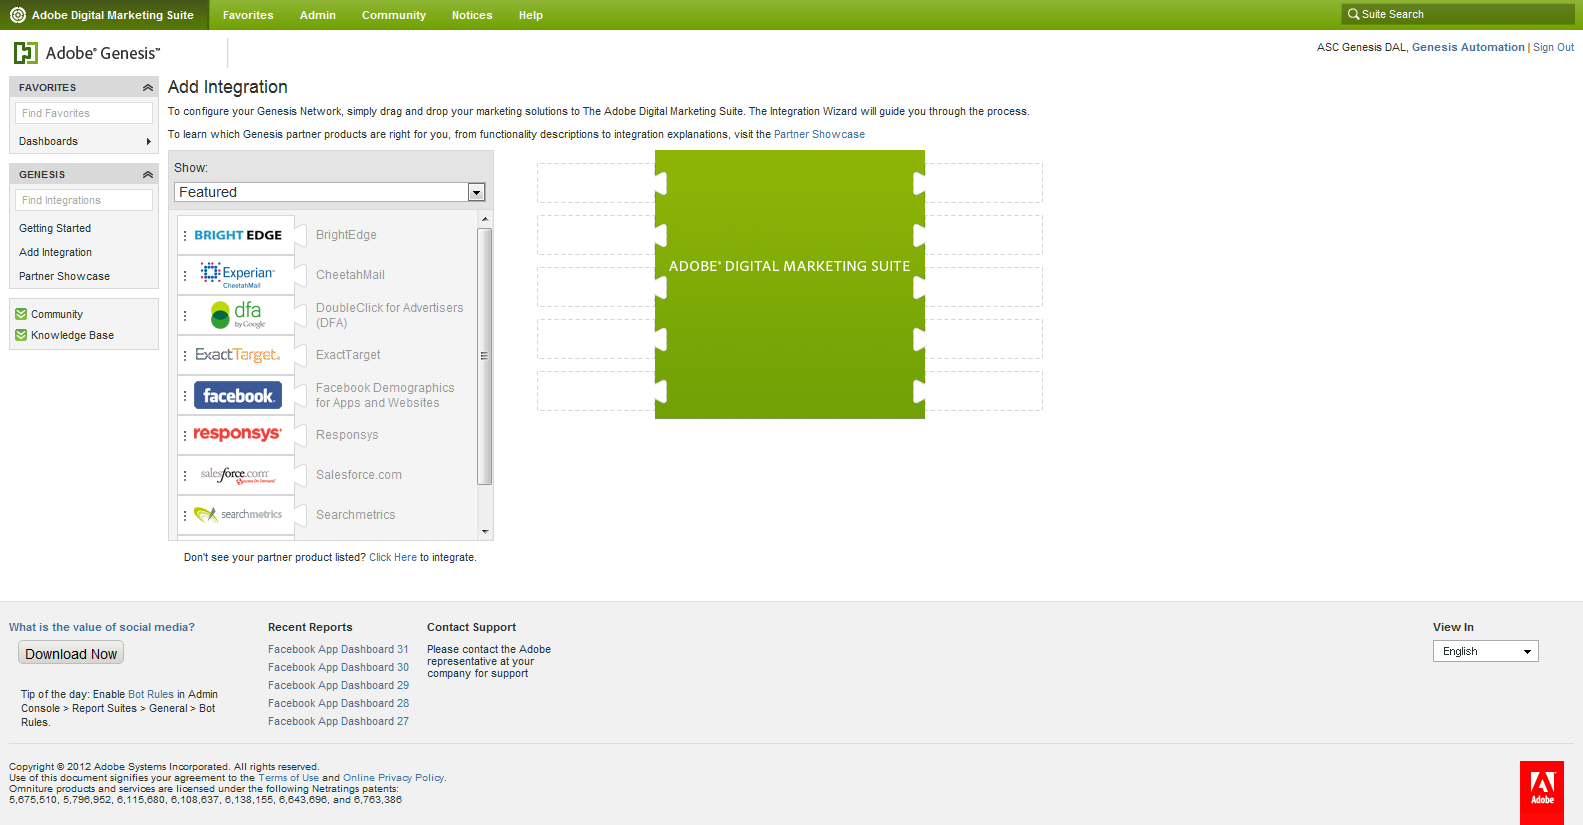 Adobe Digital Marketing Suite
Favorites
Admin
Community
Notices
Help
Suite Search
Adobe® Genesis™
ASC Genesis DAL, Genesis Automation | Sign Out
FAVORITES
Find Favorites
Dashboards
GENESIS
Find Integrations
Getting Started
Add Integration
Partner Showcase
Community
Knowledge Base
Add Integration
To configure your Genesis Network, simply drag and drop your marketing solutions to The Adobe Digital Marketing Suite. The Integration Wizard will guide you through the process.
To learn which Genesis partner products are right for you, from functionality descriptions to integration explanations, visit the Partner Showcase
Show:
Featured
BRIGHT EDGE
BrightEdge
Experian
CheetahMail
CheetahMail
dfa
by Google
DoubleClick for Advertisers
(DFA)
ExactTarget.
ExactTarget
facebook.
Facebook Demographics
for Apps and Websites
responsys
Responsys
salesforce.com
Success On Demand
Salesforce.com
searchmetrics
Searchmetrics
Don't see your partner product listed? Click Here to integrate.
ADOBE® DIGITAL MARKETING SUITE
What is the value of social media?
Download Now
Tip of the day: Enable Bot Rules in Admin
Console > Report Suites > General > Bot
Rules.
Recent Reports
Facebook App Dashboard 31
Facebook App Dashboard 30
Facebook App Dashboard 29
Facebook App Dashboard 28
Facebook App Dashboard 27
Contact Support
Please contact the Adobe
representative at your
company for support
View In
English
Copyright © 2012 Adobe Systems Incorporated. All rights reserved.
Use of this document signifies your agreement to the Terms of Use and Online Privacy Policy.
Omniture products and services are licensed under the following Netratings patents:
5,675,510, 5,796,952, 6,115,680, 6,108,637, 6,138,155, 6,643,696, and 6,763,386
Adobe